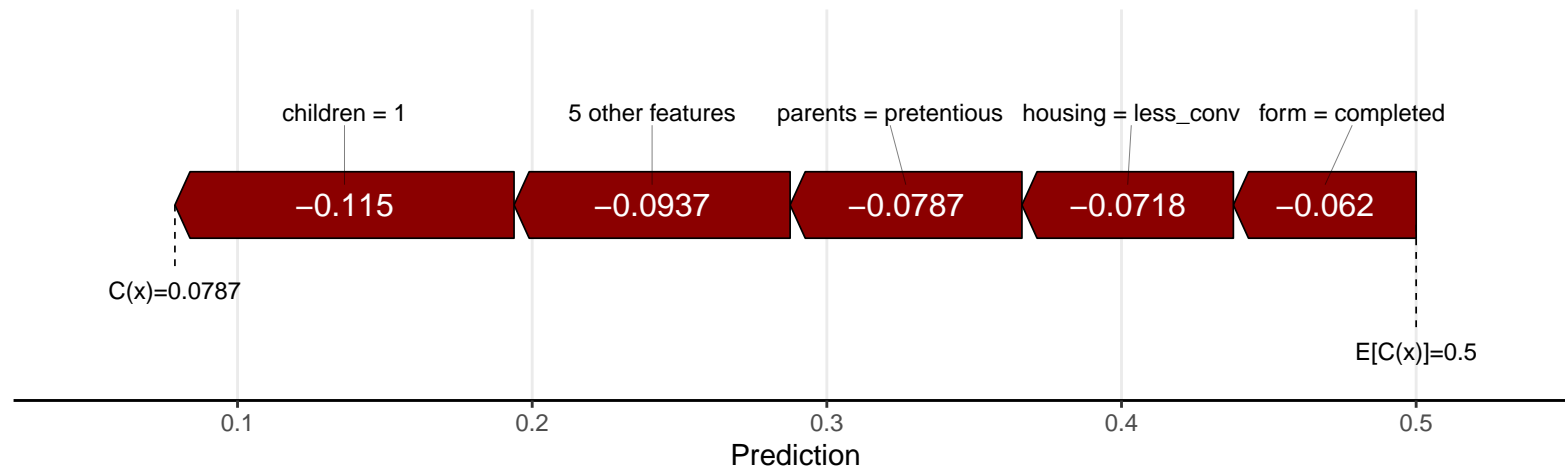 children = 1
5 other features
parents = pretentious
housing = less_conv
form = completed
−0.115
−0.0937
−0.0787
−0.0718
−0.062
C(x)=0.0787
E[C(x)]=0.5
0.1
0.2
0.3
0.4
0.5
Prediction